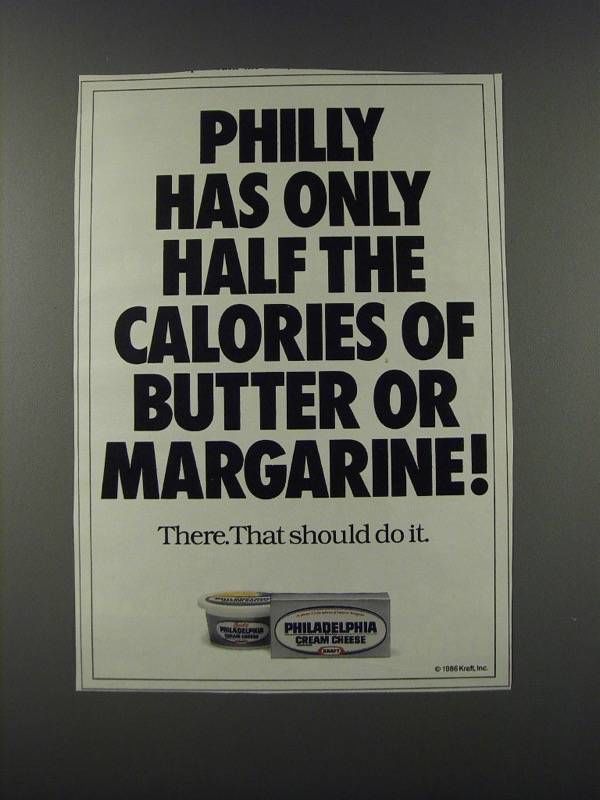 PHILLY
HAS ONLY
HALF THE
CALORIES OF
BUTTER OR
MARGARINE!
There. That should do it.
PHILADELPHIA
CREAM CHEESE
PHILADELPHIA
CREAM CHEESE
KRAFT
© 1986 Kraft, Inc.